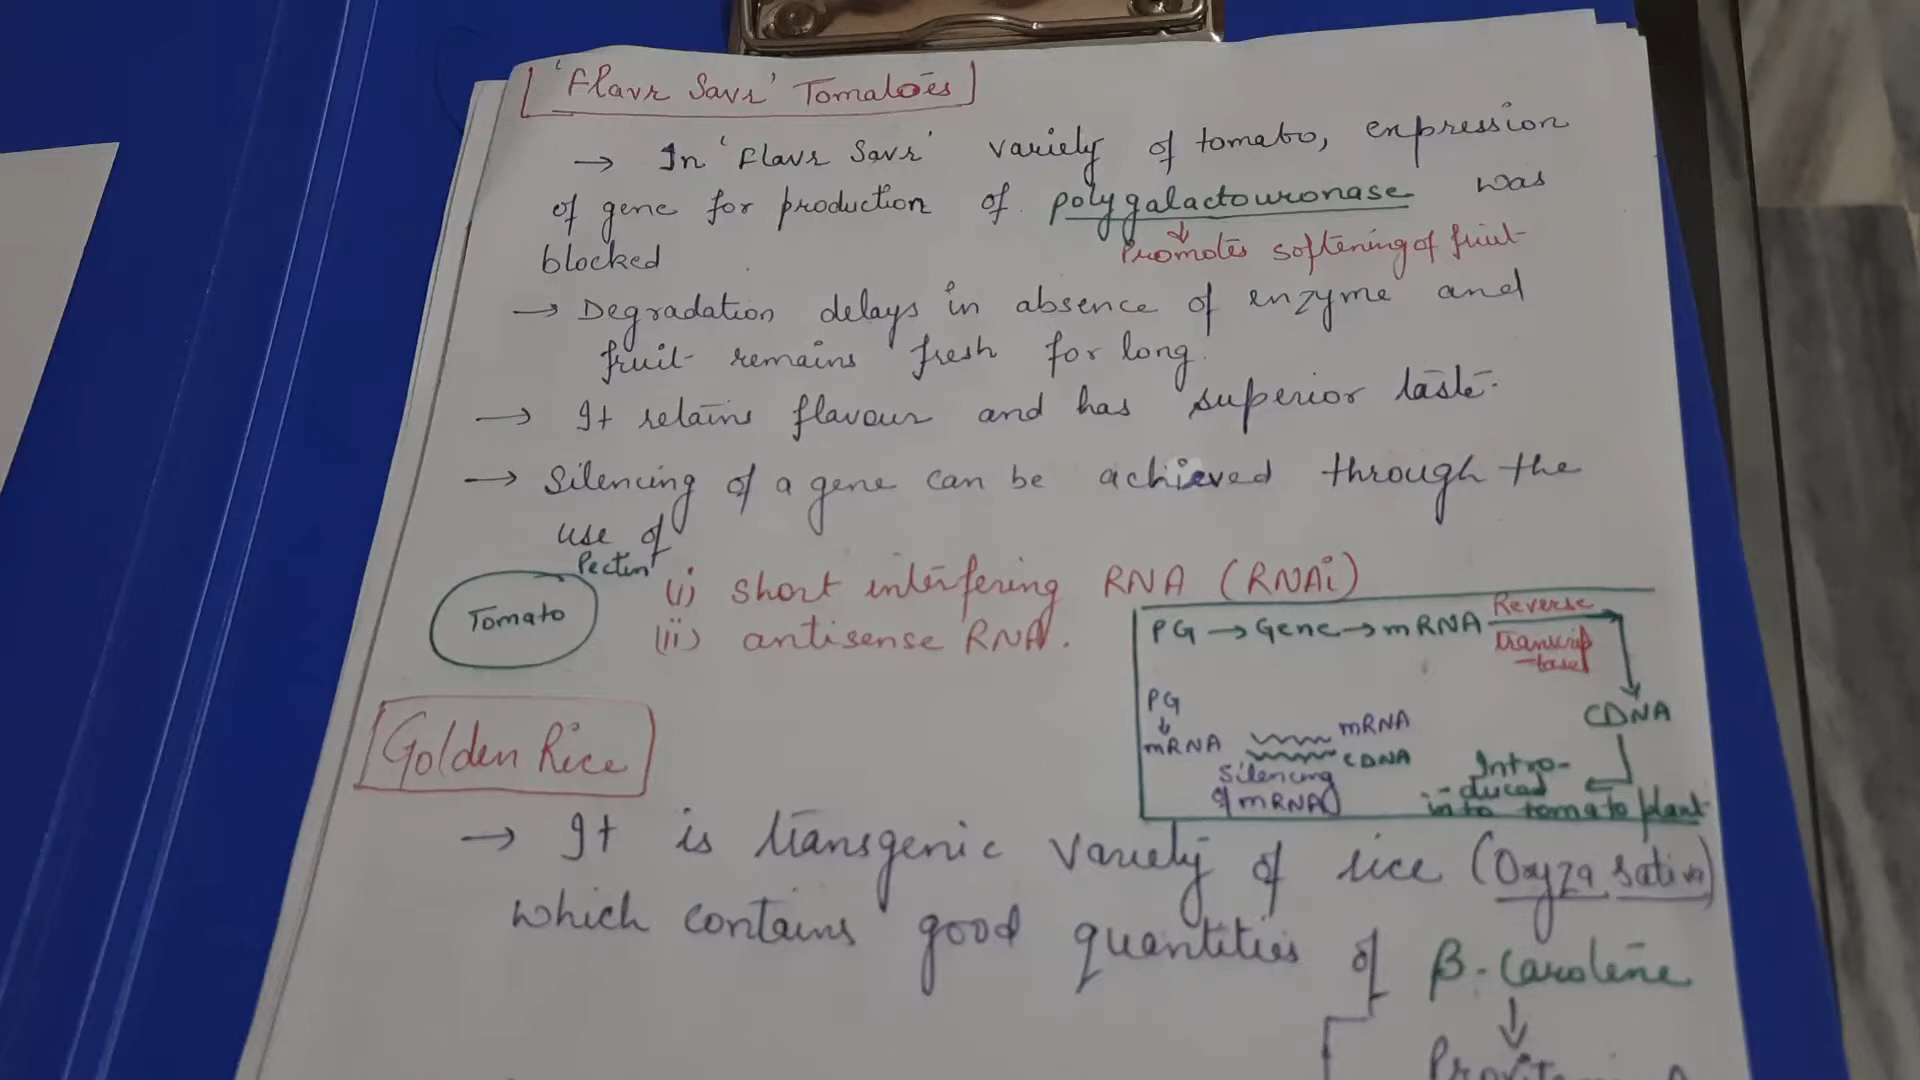 'Flavr Savr' Tomatoes
→ In 'Flavr Savr' variety of tomato, expression
of gene for production of polygalactouronase was
blocked
Promotes softening of fruit
→ Degradation delays in absence of enzyme and
fruit remains fresh for long.
→ It retains flavour and has superior taste.
→ Silencing of a gene can be achieved through the
use of
Pectin
Tomato
(i) short interfering RNA (RNAi)
(ii) antisense RNA.
PG → Gene → mRNA
Reverse
transcrip
-tase
CDNA
Intro-
-duced
into tomato plant
PG
mRNA
mRNA
CDNA
Silencing
of mRNA
Golden Rice
→ It is transgenic variety of rice (Oryza sativa)
which contains good quantities of β-carotene